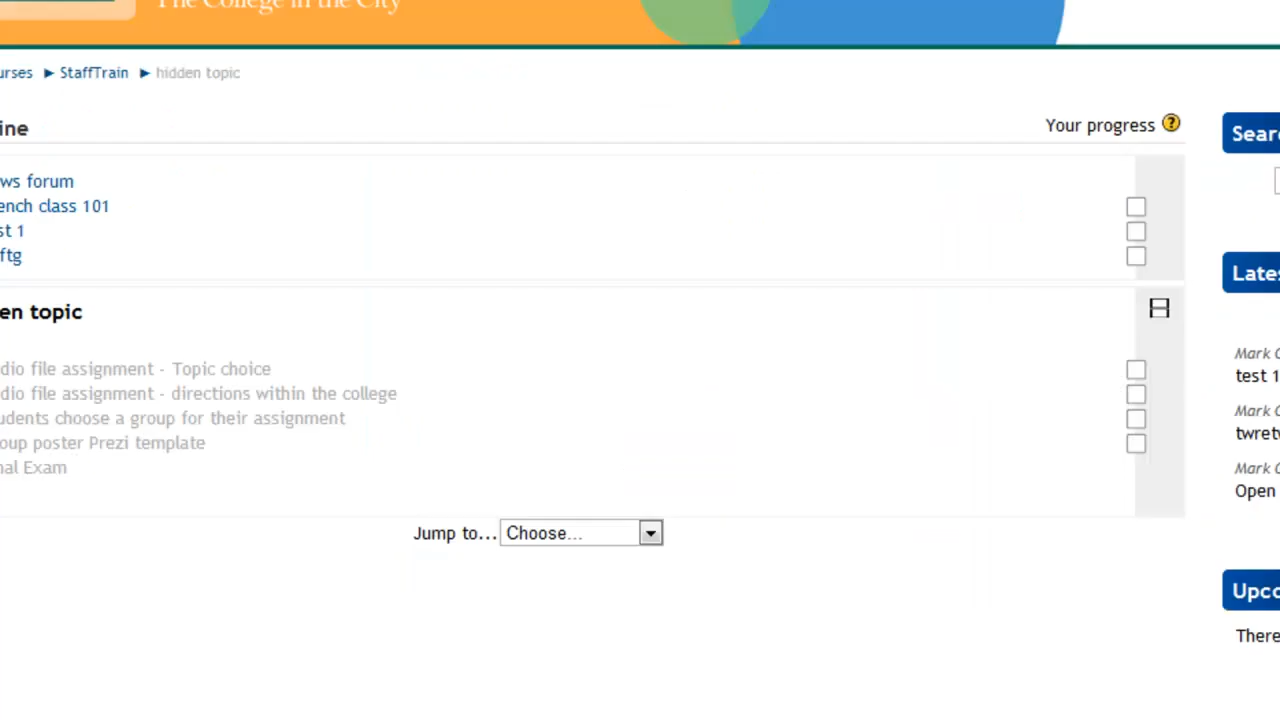 The College in the City
urses ► StaffTrain ► hidden topic
ine
Your progress
Sear
ws forum
ench class 101
st 1
ftg
Lates
en topic
Mark C
test 1
dio file assignment - Topic choice
dio file assignment - directions within the college
Mark C
udents choose a group for their assignment
twretw
oup poster Prezi template
nal Exam
Mark C
Open
Jump to... Choose...
Upco
There